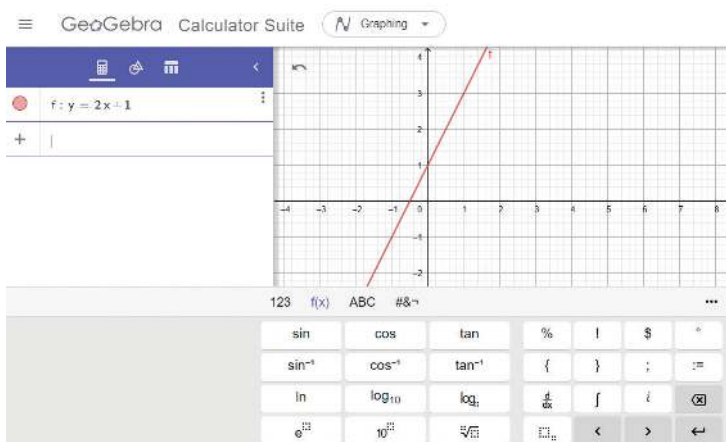 GeoGebra Calculator Suite Graphing
f : y = 2x + 1
f
4
3
2
1
-4 -3 -2 -1 0 1 2 3 4 5 6 7 8
-1
-2
123 f(x) ABC #&¬ •••
sin cos tan % ! $ °
sin⁻¹ cos⁻¹ tan⁻¹ { } ; :=
ln log₁₀ d/dx ∫ i
e 10 √ < >